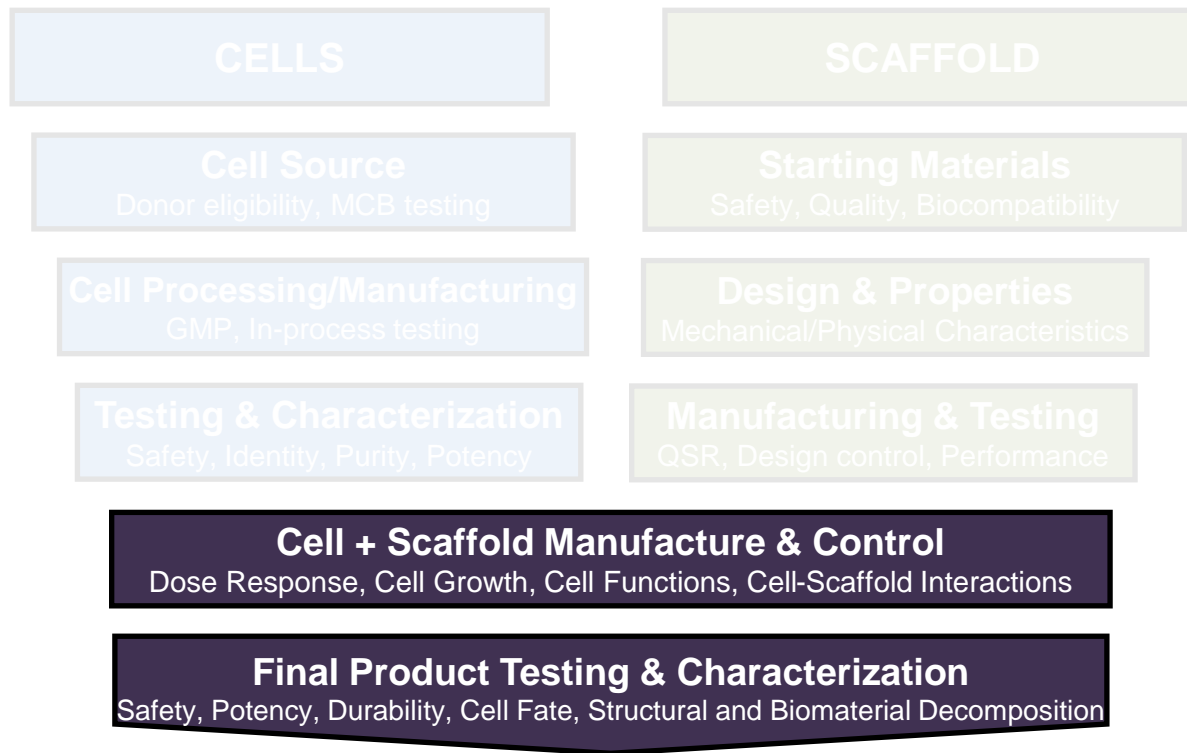 CELLS
SCAFFOLD
Cell Source
Donor eligibility, MCB testing
Starting Materials
Safety, Quality, Biocompatibility
Cell Processing/Manufacturing
GMP, In-process testing
Design & Properties
Mechanical/Physical Characteristics
Testing & Characterization
Safety, Identity, Purity, Potency
Manufacturing & Testing
QSR, Design control, Performance
Cell + Scaffold Manufacture & Control
Dose Response, Cell Growth, Cell Functions, Cell-Scaffold Interactions
Final Product Testing & Characterization
Safety, Potency, Durability, Cell Fate, Structural and Biomaterial Decomposition